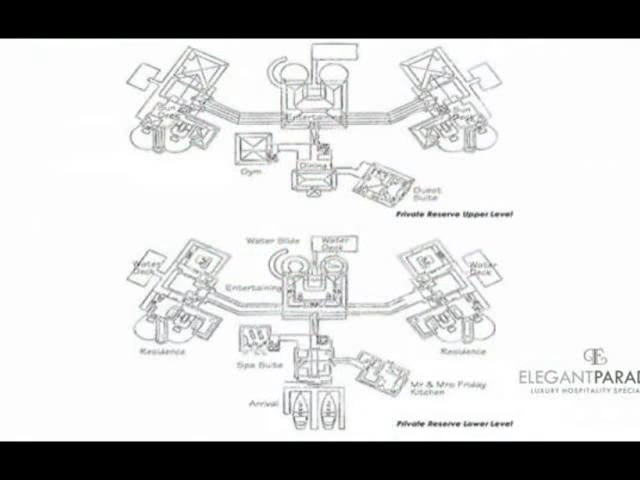 Sun
Deck
Entertaining
Sun
Deck
Gym
Dining
Guest
Suite
Private Reserve Upper Level
Water Slide
Water
Deck
Water
Deck
Water
Deck
Entertaining
Residence
Residence
Spa Suite
Mr & Mrs Friday
Kitchen
Arrival
Private Reserve Lower Level
E
ELEGANTPARAD
LUXURY HOSPITALITY SPECIA